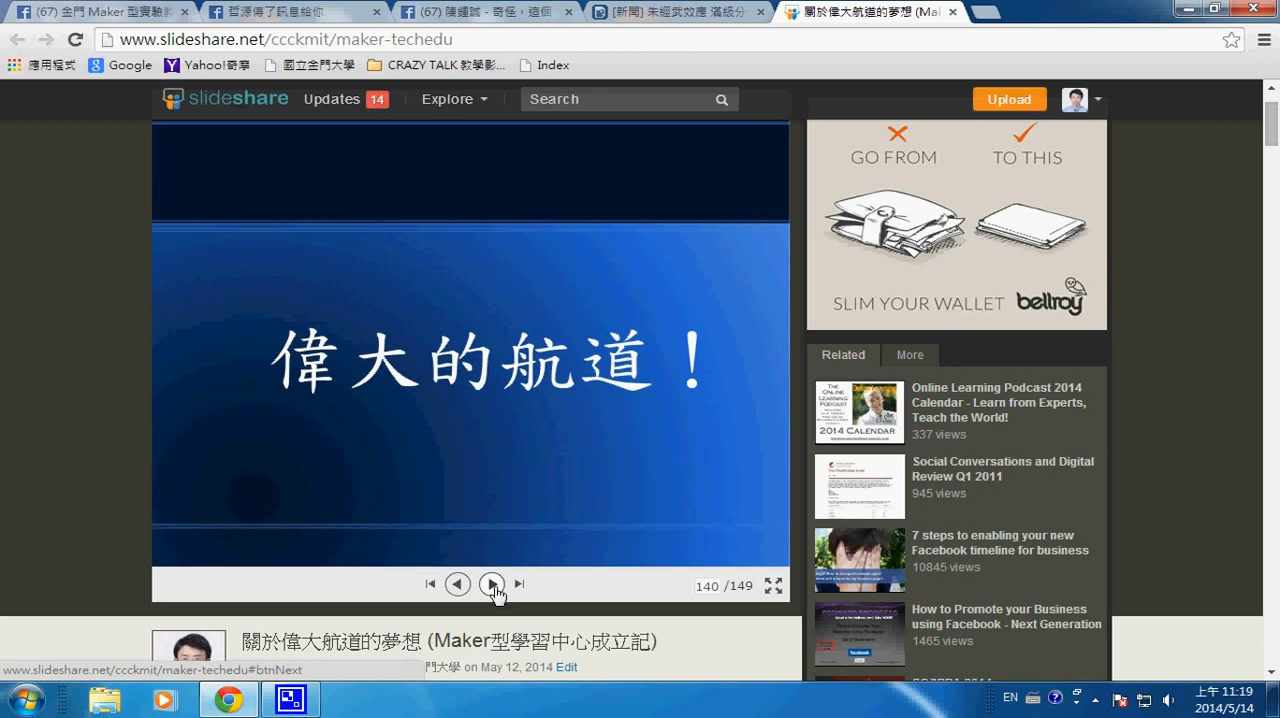 (67) 金門 Maker 型實驗教
哲源傳了訊息給你
(67) 陳鍾誠 - 奇怪，這個
[新聞] 朱經武效應 滿級分
關於偉大航道的夢想 (Mak
www.slideshare.net/ccckmit/maker-techedu
應用程式 Google Yahoo!奇摩 國立金門大學 CRAZY TALK 教學影... Index
slideshare Updates 14 Explore Search Upload
偉大的航道！
140 /149
GO FROM TO THIS
SLIM YOUR WALLET bellroy
Related More
THE ONLINE LEARNING PODCAST
2014 CALENDAR
Online Learning Podcast 2014
Calendar - Learn from Experts,
Teach the World!
337 views
Social Conversations and Digital
Review Q1 2011
945 views
7 steps to enabling your new
Facebook timeline for business
10845 views
How to Promote your Business
using Facebook - Next Generation
1465 views
關於偉大航道的夢想 (Maker型學習中心成立記)
門大學 on May 12, 2014 Edit
www.slideshare.net/ccckmit/maker-techedu#btnNext
EN
上午 11:19
2014/5/14